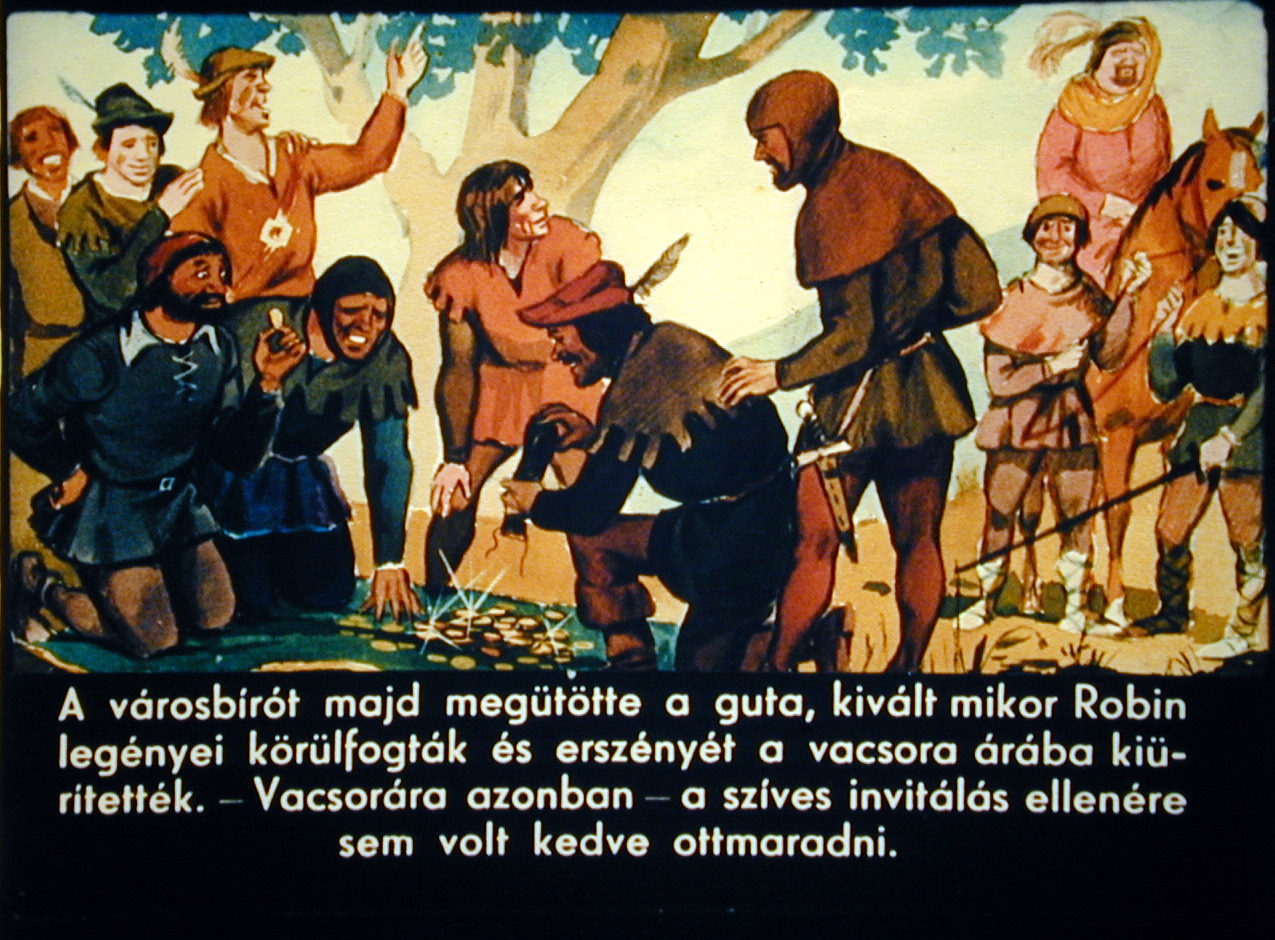 A városbírót majd megütötte a guta, kivált mikor Robin
legényei körülfogták és erszényét a vacsora árába kiü-
rítették. – Vacsorára azonban – a szíves invitálás ellenére
sem volt kedve ottmaradni.